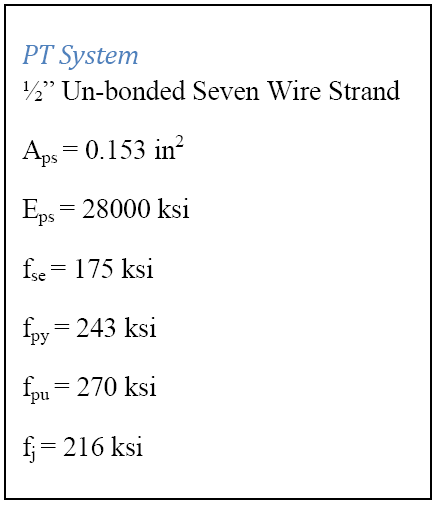 PT System
½” Un-bonded Seven Wire Strand
Aps = 0.153 in²
Eps = 28000 ksi
fse = 175 ksi
fpy = 243 ksi
fpu = 270 ksi
fj = 216 ksi